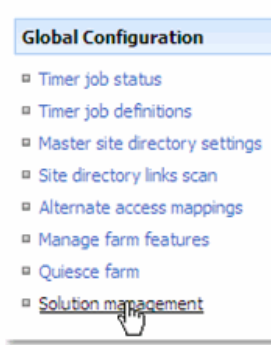 Global Configuration
Timer job status
Timer job definitions
Master site directory settings
Site directory links scan
Alternate access mappings
Manage farm features
Quiesce farm
Solution management